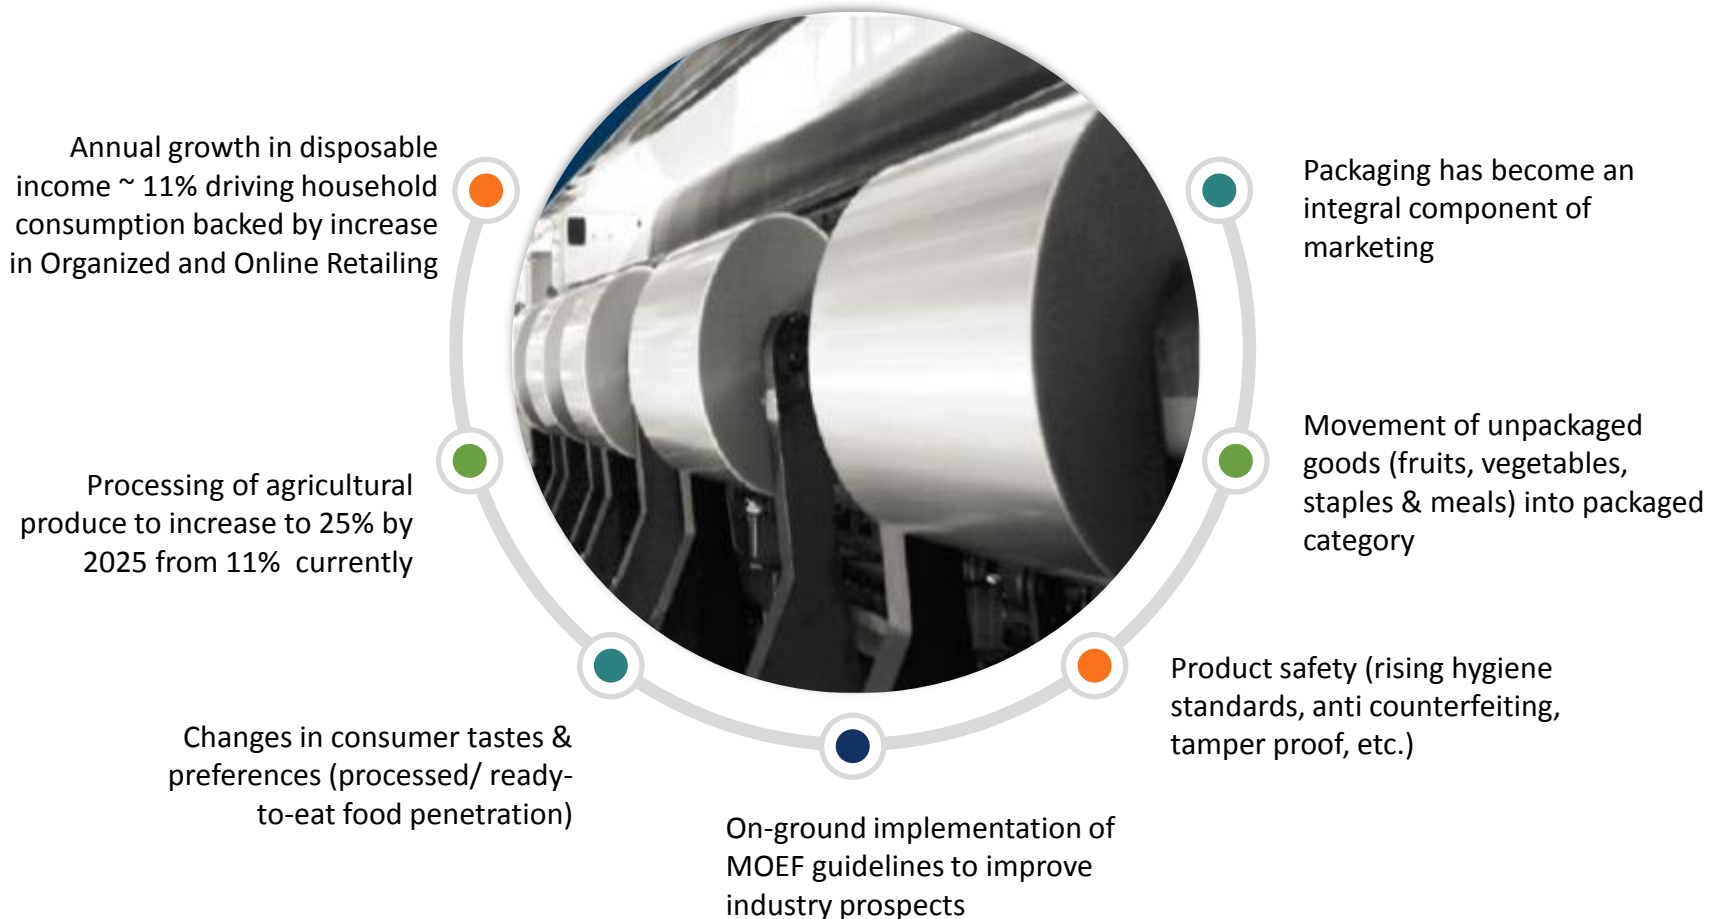 Annual growth in disposable
income ~ 11% driving household
consumption backed by increase
in Organized and Online Retailing
Processing of agricultural
produce to increase to 25% by
2025 from 11%  currently
Changes in consumer tastes &
preferences (processed/ ready-
to-eat food penetration)
On-ground implementation of
MOEF guidelines to improve
industry prospects
Product safety (rising hygiene
standards, anti counterfeiting,
tamper proof, etc.)
Movement of unpackaged
goods (fruits, vegetables,
staples & meals) into packaged
category
Packaging has become an
integral component of
marketing